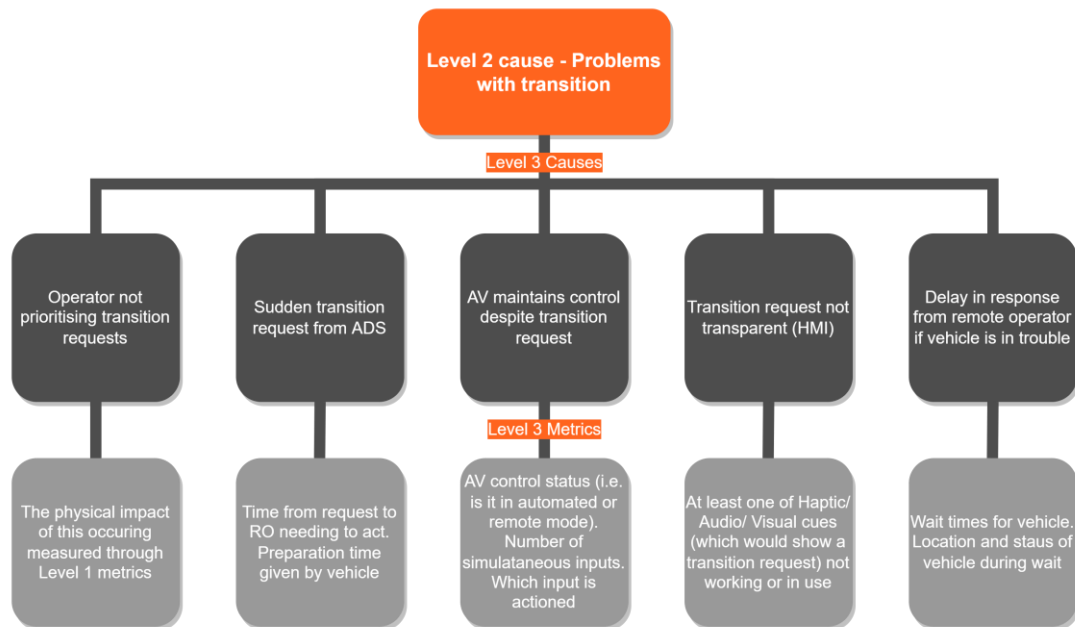 Level 2 cause - Problems
with transition
Level 3 Causes
Operator not
prioritising transition
requests
Sudden transition
request from ADS
AV maintains control
despite transition
request
Transition request not
transparent (HMI)
Delay in response
from remote operator
if vehicle is in trouble
Level 3 Metrics
The physical impact
of this occuring
measured through
Level 1 metrics
Time from request to
RO needing to act.
Preparation time
given by vehicle
AV control status (i.e.
is it in automated or
remote mode).
Number of
simulataneous inputs.
Which input is
actioned
At least one of Haptic/
Audio/ Visual cues
(which would show a
transition request) not
working or in use
Wait times for vehicle.
Location and staus of
vehicle during wait